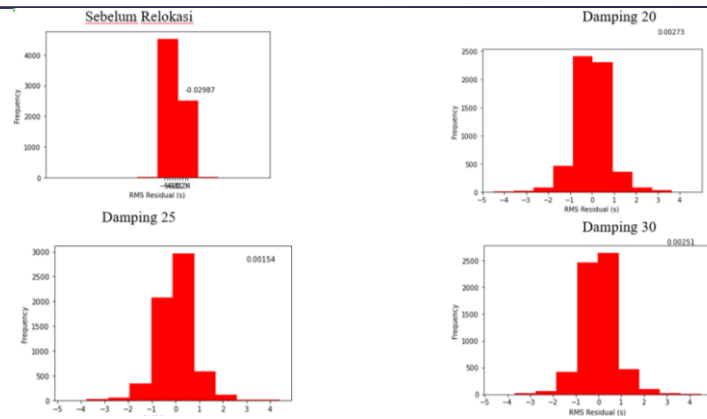 Sebelum Relokasi
4000
3000
2000
1000
0
Frequency
-0.02987
RMS Residual (s)
Damping 20
0.00273
2500
2000
1500
1000
500
0
Frequency
−5 −4 −3 −2 −1 0 1 2 3 4
RMS Residual (s)
Damping 25
0.00154
3000
2500
2000
1500
1000
500
0
Frequency
−5 −4 −3 −2 −1 0 1 2 3 4
Damping 30
0.00251
2500
2000
1500
1000
500
0
Frequency
−5 −4 −3 −2 −1 0 1 2 3 4
RMS Residual (s)